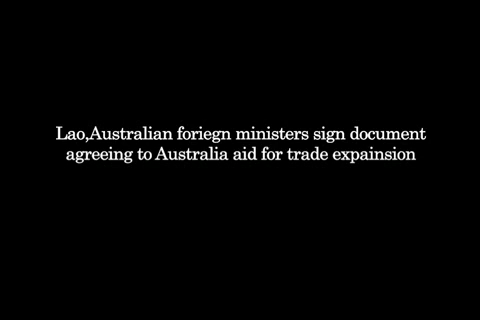 Lao,Australian foriegn ministers sign document
agreeing to Australia aid for trade expainsion